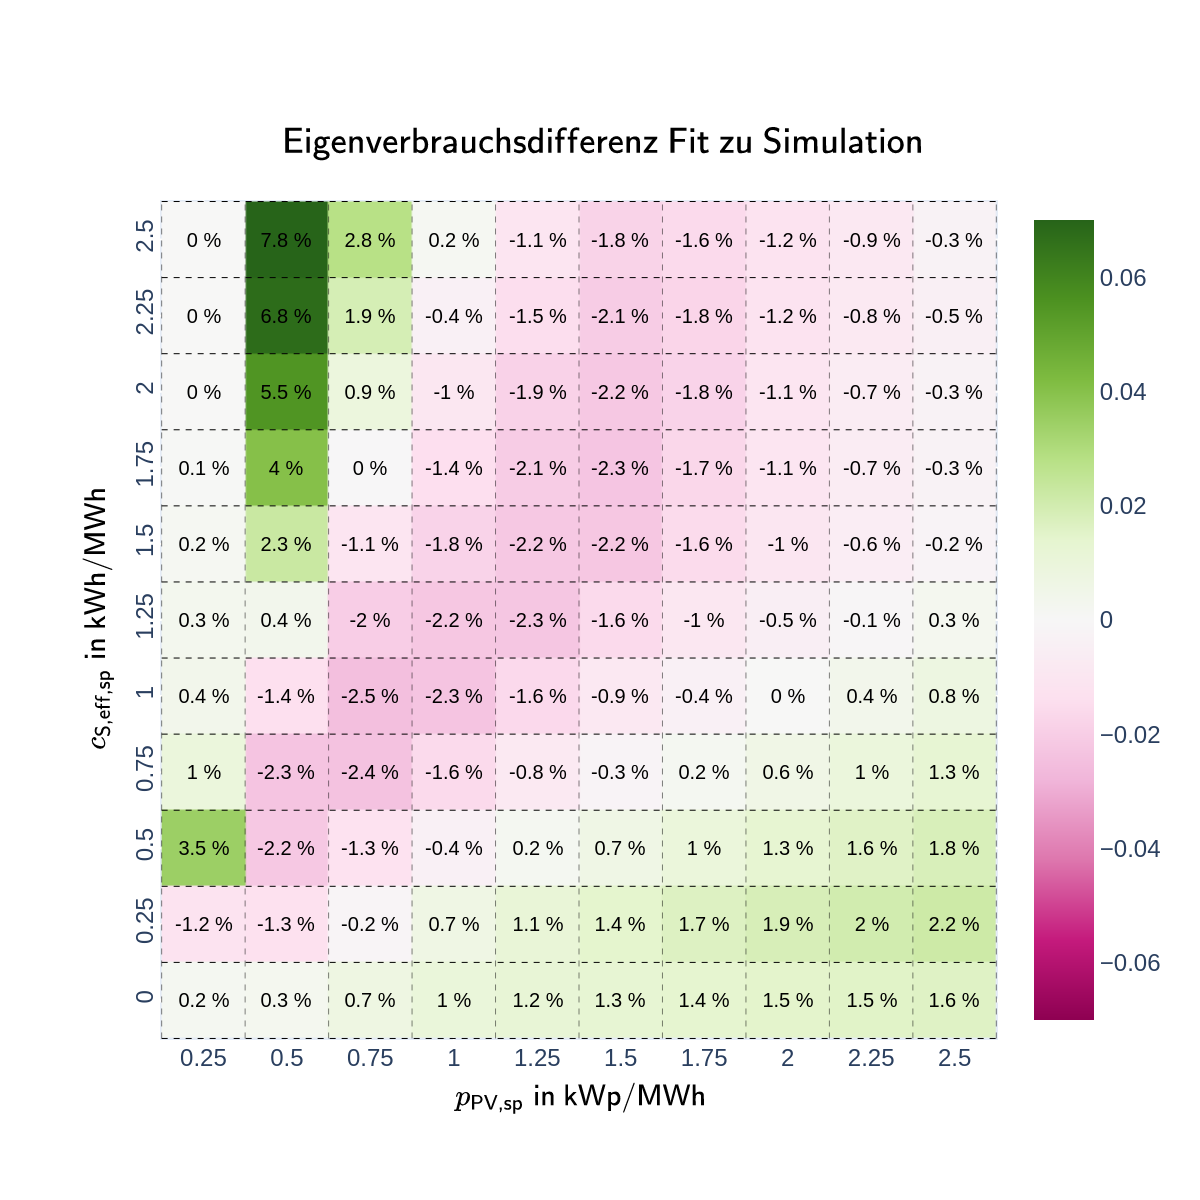 Eigenverbrauchsdifferenz Fit zu Simulation
2.5 0 % 7.8 % 2.8 % 0.2 % -1.1 % -1.8 % -1.6 % -1.2 % -0.9 % -0.3 %
2.25 0 % 6.8 % 1.9 % -0.4 % -1.5 % -2.1 % -1.8 % -1.2 % -0.8 % -0.5 %
2 0 % 5.5 % 0.9 % -1 % -1.9 % -2.2 % -1.8 % -1.1 % -0.7 % -0.3 %
1.75 0.1 % 4 % 0 % -1.4 % -2.1 % -2.3 % -1.7 % -1.1 % -0.7 % -0.3 %
1.5 0.2 % 2.3 % -1.1 % -1.8 % -2.2 % -2.2 % -1.6 % -1 % -0.6 % -0.2 %
1.25 0.3 % 0.4 % -2 % -2.2 % -2.3 % -1.6 % -1 % -0.5 % -0.1 % 0.3 %
1 0.4 % -1.4 % -2.5 % -2.3 % -1.6 % -0.9 % -0.4 % 0 % 0.4 % 0.8 %
0.75 1 % -2.3 % -2.4 % -1.6 % -0.8 % -0.3 % 0.2 % 0.6 % 1 % 1.3 %
0.5 3.5 % -2.2 % -1.3 % -0.4 % 0.2 % 0.7 % 1 % 1.3 % 1.6 % 1.8 %
0.25 -1.2 % -1.3 % -0.2 % 0.7 % 1.1 % 1.4 % 1.7 % 1.9 % 2 % 2.2 %
0 0.2 % 0.3 % 0.7 % 1 % 1.2 % 1.3 % 1.4 % 1.5 % 1.5 % 1.6 %
0.25 0.5 0.75 1 1.25 1.5 1.75 2 2.25 2.5
p PV,sp in kWp/MWh
c S,eff,sp in kWh/MWh
0.06
0.04
0.02
0
−0.02
−0.04
−0.06